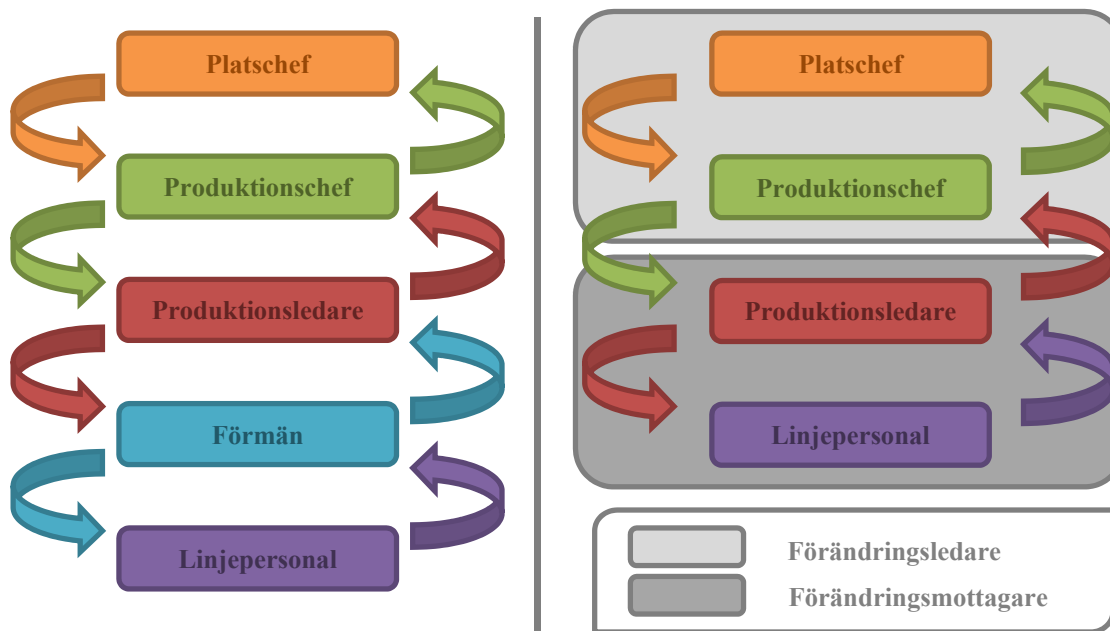 Platschef
Produktionschef
Produktionsledare
Förmän
Linjepersonal
Platschef
Produktionschef
Produktionsledare
Linjepersonal
Förändringsledare
Förändringsmottagare